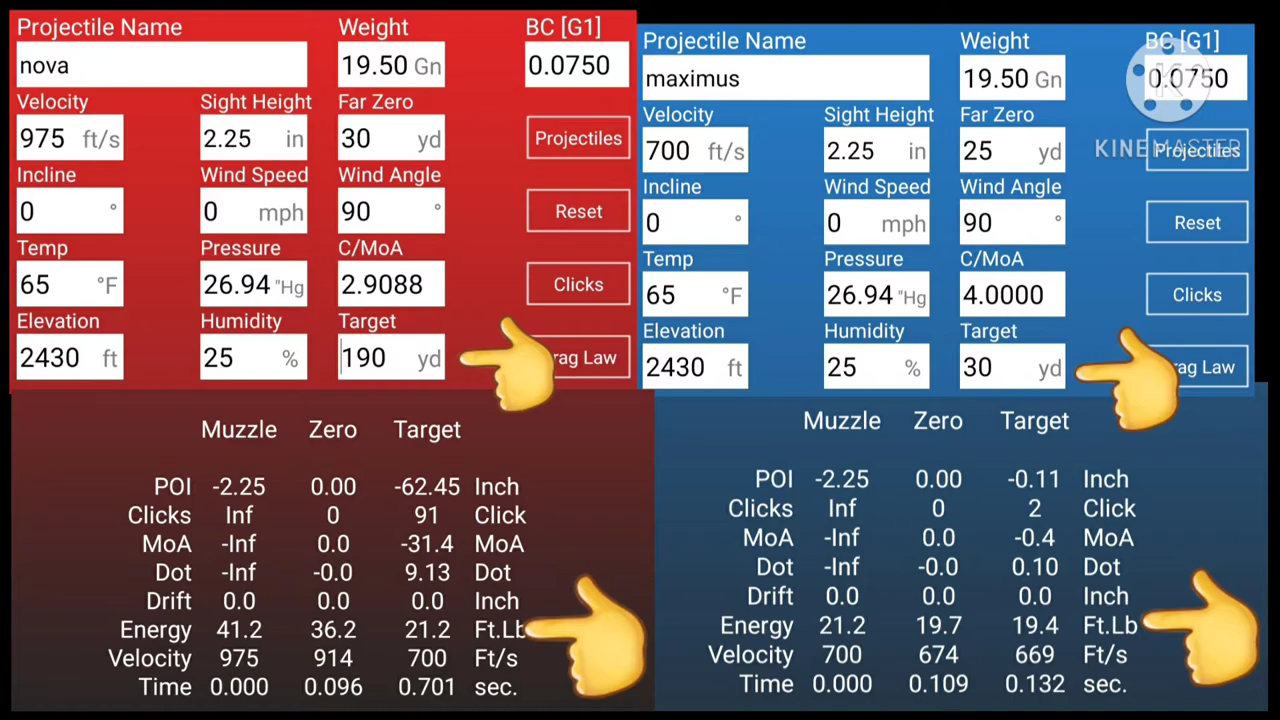 Projectile Name Weight BC [G1]
nova 19.50 Gn 0.0750
Velocity Sight Height Far Zero
975 ft/s 2.25 in 30 yd Projectiles
Incline Wind Speed Wind Angle
0 ° 0 mph 90 ° Reset
Temp Pressure C/MoA
65 °F 26.94 "Hg 2.9088 Clicks
Elevation Humidity Target
2430 ft 25 % 190 yd rag Law
Muzzle Zero Target
POI -2.25 0.00 -62.45 Inch
Clicks Inf 0 91 Click
MoA -Inf 0.0 -31.4 MoA
Dot -Inf -0.0 9.13 Dot
Drift 0.0 0.0 0.0 Inch
Energy 41.2 36.2 21.2 Ft.Lb
Velocity 975 914 700 Ft/s
Time 0.000 0.096 0.701 sec.
Projectile Name Weight BC [G1]
maximus 19.50 Gn 0.0750
Velocity Sight Height Far Zero
700 ft/s 2.25 in 25 yd Projectiles
KINEMASTER
Incline Wind Speed Wind Angle
0 ° 0 mph 90 ° Reset
Temp Pressure C/MoA
65 °F 26.94 "Hg 4.0000 Clicks
Elevation Humidity Target
2430 ft 25 % 30 yd rag Law
Muzzle Zero Target
POI -2.25 0.00 -0.11 Inch
Clicks Inf 0 2 Click
MoA -Inf 0.0 -0.4 MoA
Dot -Inf -0.0 0.10 Dot
Drift 0.0 0.0 0.0 Inch
Energy 21.2 19.7 19.4 Ft.Lb
Velocity 700 674 669 Ft/s
Time 0.000 0.109 0.132 sec.